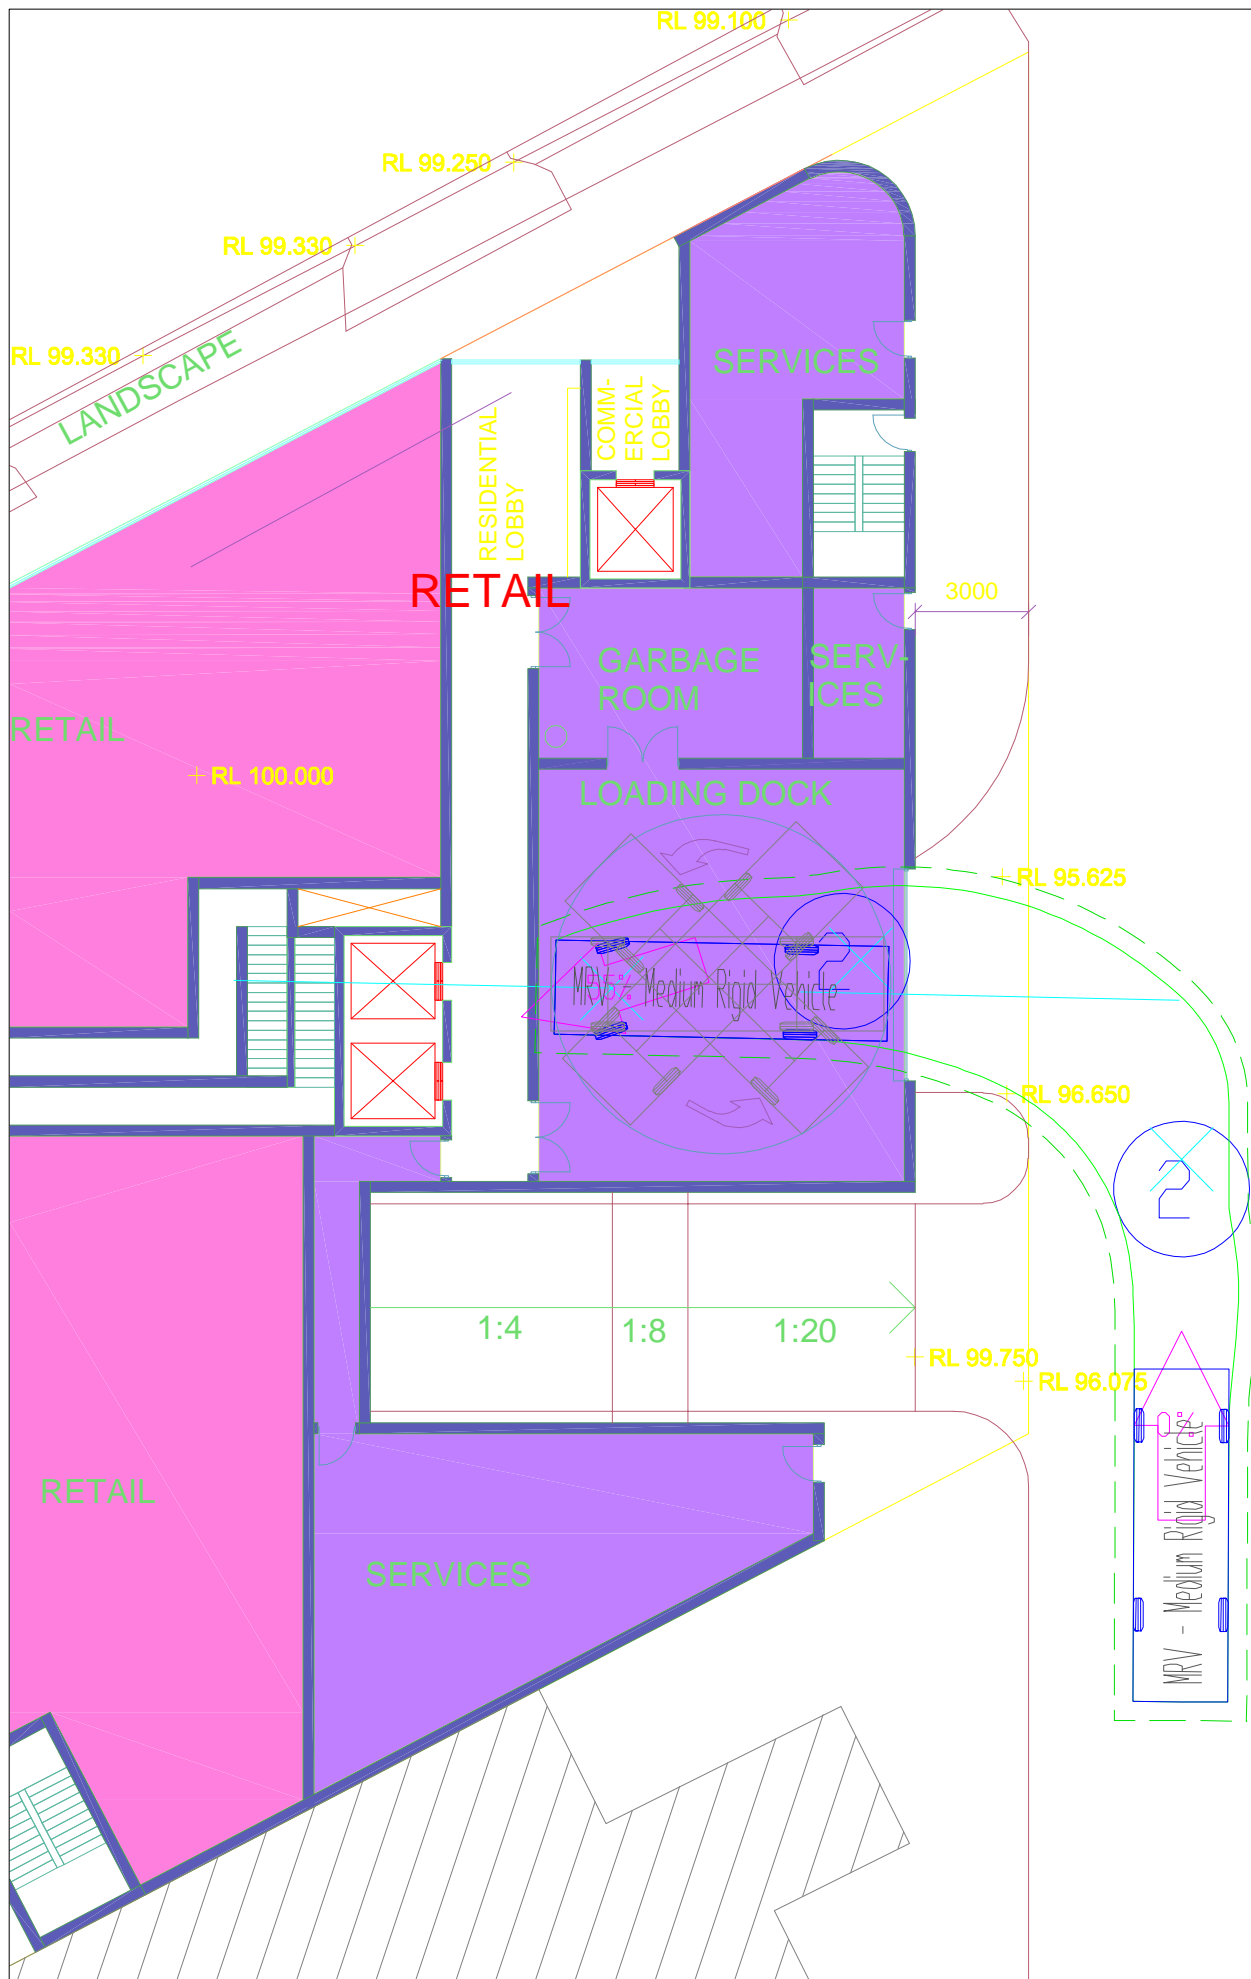 RL 99.100
RL 99.250
RL 99.330
RL 99.330
LANDSCAPE
SERVICES
COMM-
ERCIAL
LOBBY
RESIDENTIAL
LOBBY
RETAIL
3000
GARBAGE
ROOM
SERV-
ICES
RETAIL
RL 100.000
LOADING DOCK
RL 95.625
MRV - Medium Rigid Vehicle
RL 96.650
1:4
1:8
1:20
RL 99.750
RL 96.075
MRV - Medium Rigid Vehicle
RETAIL
SERVICES